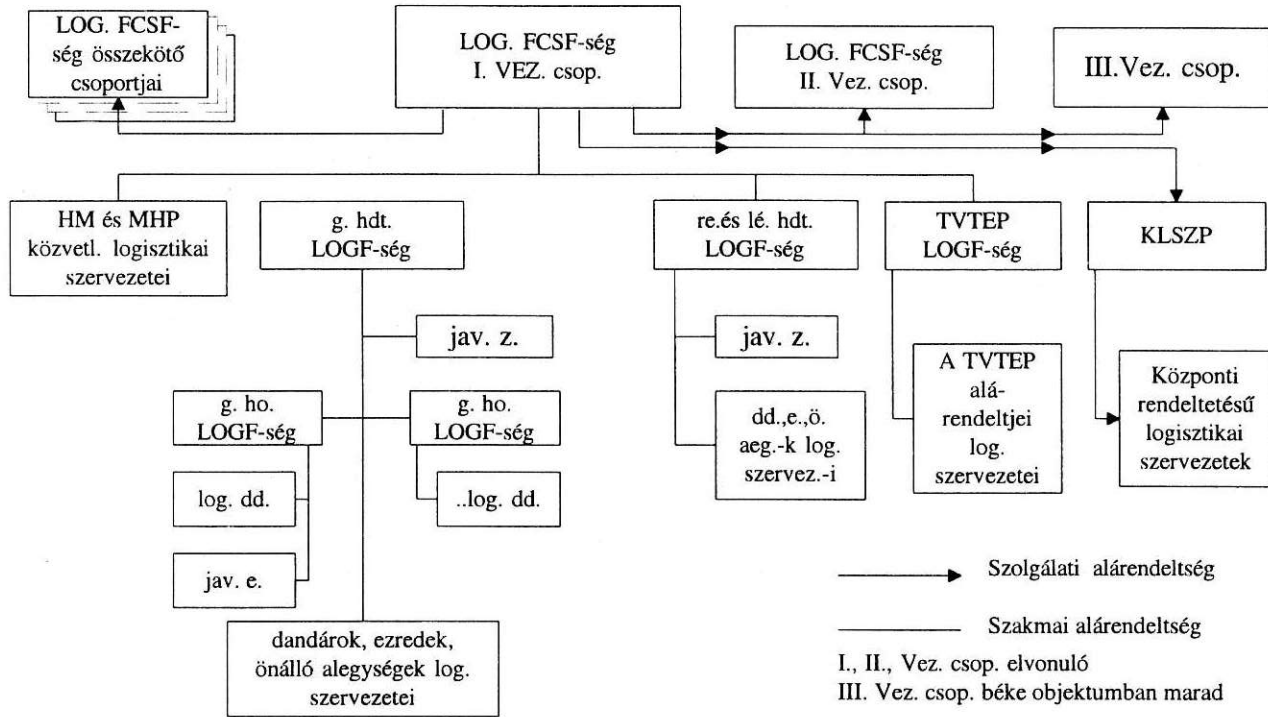 LOG. FCSF-
ség összekötő
csoportjai
LOG. FCSF-ség
I. VEZ. csop.
LOG. FCSF-ség
II. Vez. csop.
III.Vez. csop.
HM és MHP
közvetl. logisztikai
szervezetei
g. hdt.
LOGF-ség
re.és lé. hdt.
LOGF-ség
TVTEP
LOGF-ség
KLSZP
jav. z.
jav. z.
g. ho.
LOGF-ség
g. ho.
LOGF-ség
log. dd.
..log. dd.
jav. e.
dandárok, ezredek,
önálló alegységek log.
szervezetei
dd.,e.,ö.
aeg.-k log.
szervez.-i
A TVTEP
alá-
rendeltjei
log.
szervezetei
Központi
rendeltetésű
logisztikai
szervezetek
Szolgálati alárendeltség
Szakmai alárendeltség
I., II., Vez. csop. elvonuló
III. Vez. csop. béke objektumban marad